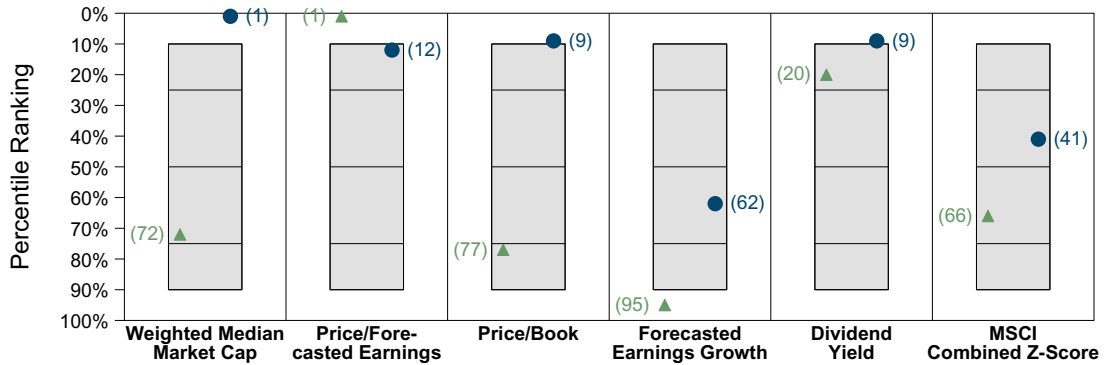 Percentile Ranking
0%
10%
20%
30%
40%
50%
60%
70%
80%
90%
100%
(1)
(72)
(1)
(12)
(9)
(77)
(62)
(95)
(9)
(20)
(41)
(66)
Weighted Median
Market Cap
Price/Fore-
casted Earnings
Price/Book
Forecasted
Earnings Growth
Dividend
Yield
MSCI
Combined Z-Score